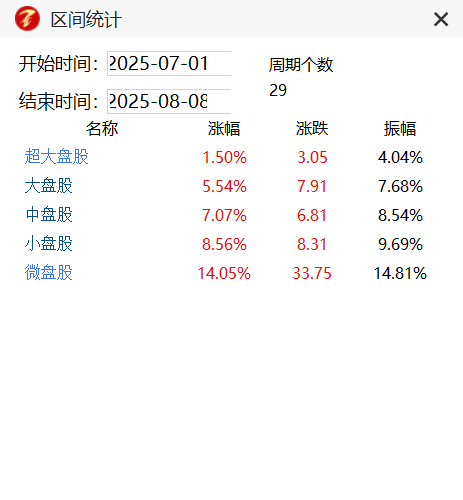 区间统计
开始时间： 2025-07-01
周期个数
29
结束时间： 2025-08-08
名称 涨幅 涨跌 振幅
超大盘股 1.50% 3.05 4.04%
大盘股 5.54% 7.91 7.68%
中盘股 7.07% 6.81 8.54%
小盘股 8.56% 8.31 9.69%
微盘股 14.05% 33.75 14.81%